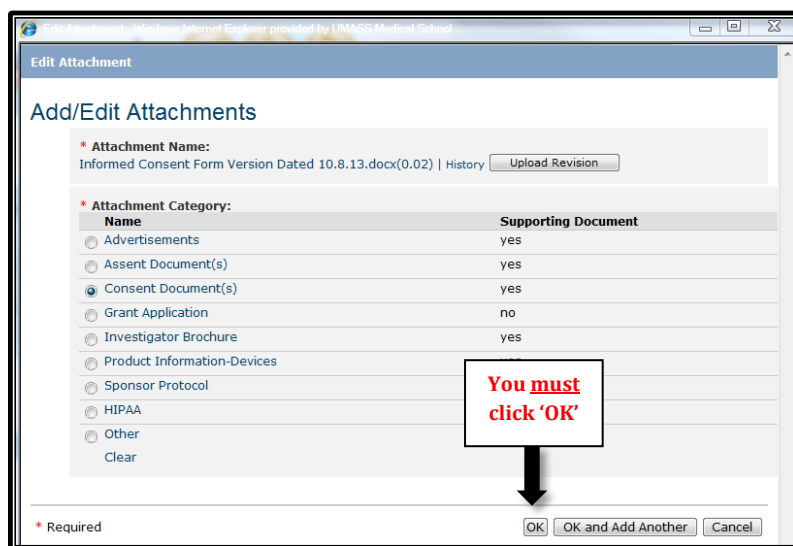 Edit Attachment - Windows Internet Explorer provided by UMASS Medical School
Edit Attachment
Add/Edit Attachments
* Attachment Name:
Informed Consent Form Version Dated 10.8.13.docx(0.02) | History Upload Revision
* Attachment Category:
Name Supporting Document
Advertisements yes
Assent Document(s) yes
Consent Document(s) yes
Grant Application no
Investigator Brochure yes
Product Information-Devices
Sponsor Protocol
HIPAA
Other
Clear
You must
click ‘OK’
* Required OK OK and Add Another Cancel